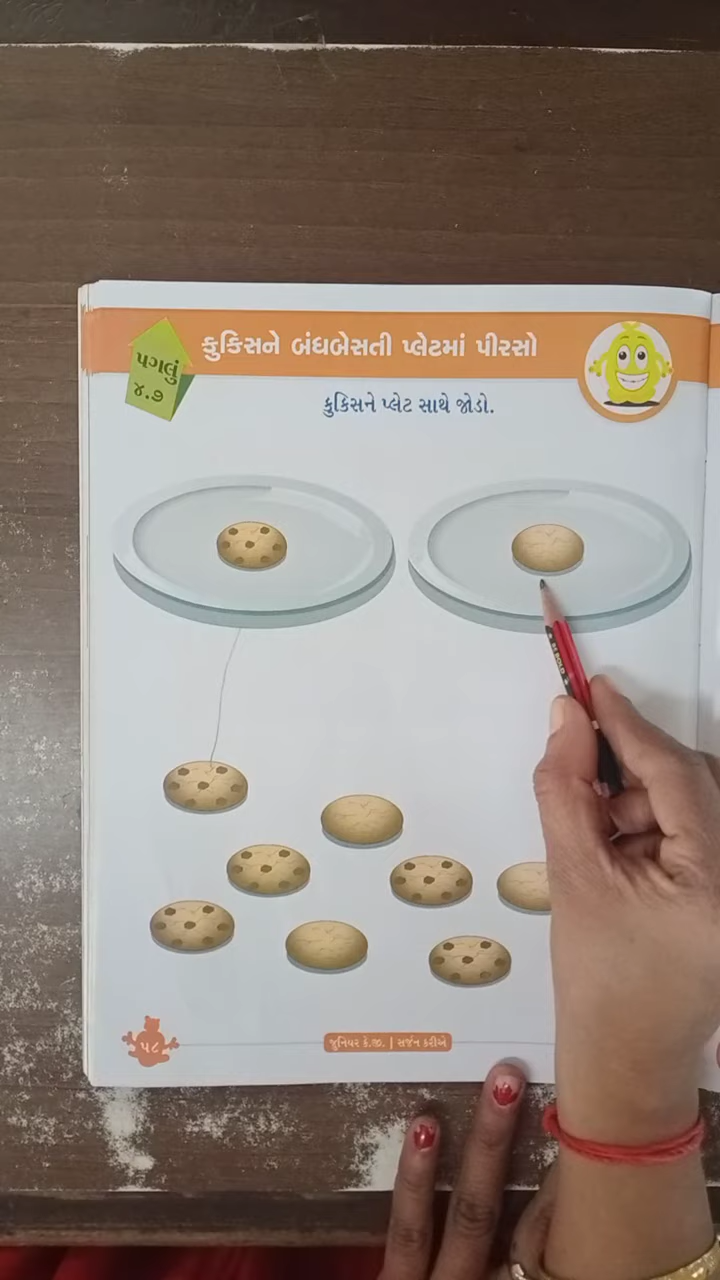 કુકિસને બંધબેસતી પ્લેટમાં પીરસો
પગલું
૪.૭
કુકિસને પ્લેટ સાથે જોડો.
૫૮
જુનિયર કે.જી. | સર્જન કરીએ